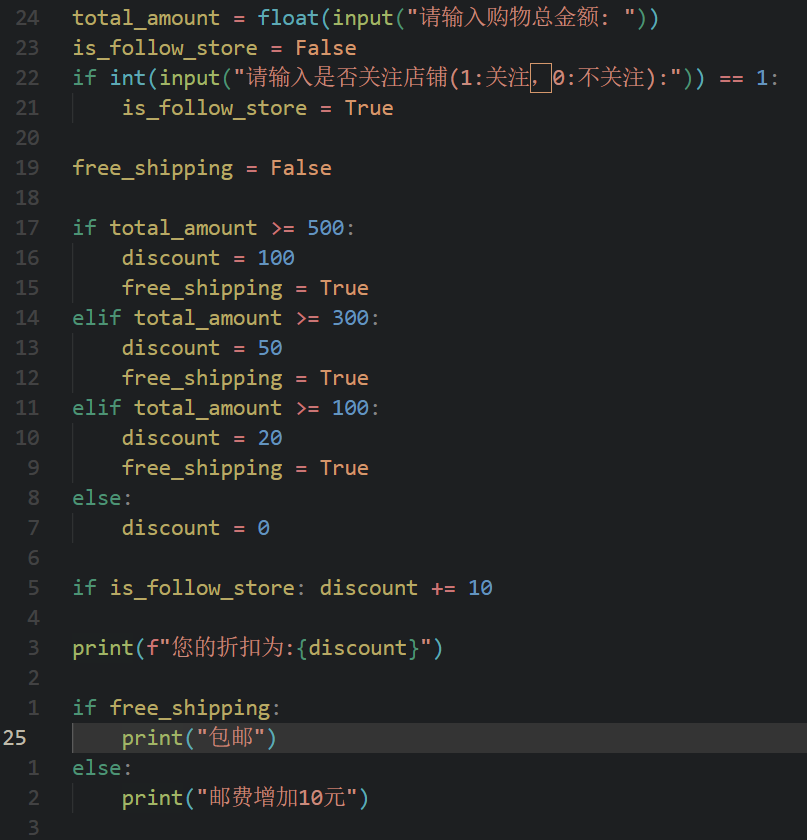 24 total_amount = float(input("请输入购物总金额: "))
23 is_follow_store = False
22 if int(input("请输入是否关注店铺(1:关注，0:不关注):")) == 1:
21     is_follow_store = True
20
19 free_shipping = False
18
17 if total_amount >= 500:
16     discount = 100
15     free_shipping = True
14 elif total_amount >= 300:
13     discount = 50
12     free_shipping = True
11 elif total_amount >= 100:
10     discount = 20
9     free_shipping = True
8 else:
7     discount = 0
6
5 if is_follow_store: discount += 10
4
3 print(f"您的折扣为:{discount}")
2
1 if free_shipping:
25     print("包邮")
1 else:
2     print("邮费增加10元")
3